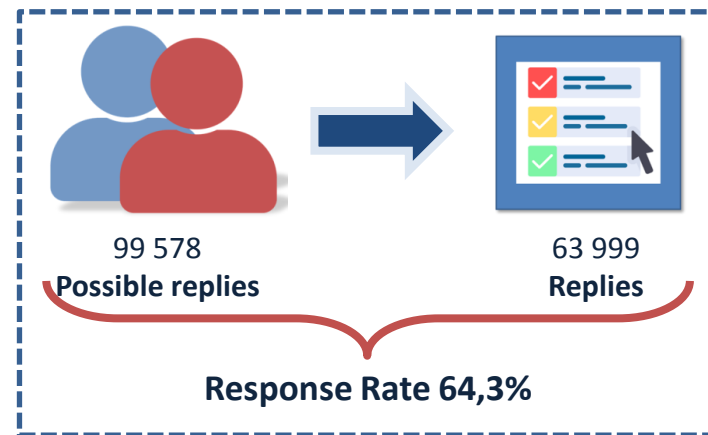 99 578
Possible replies
63 999
Replies
Response Rate 64,3%